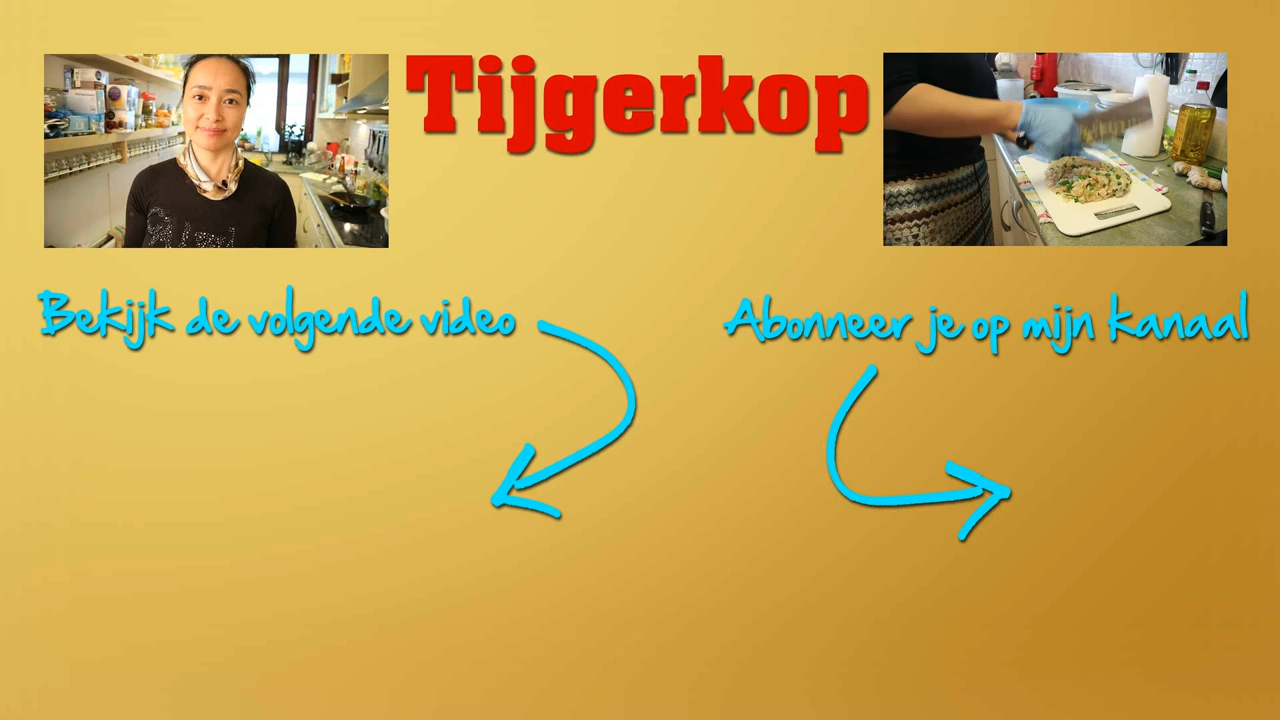 Tijgerkop
Bekijk de volgende video
Abonneer je op mijn kanaal